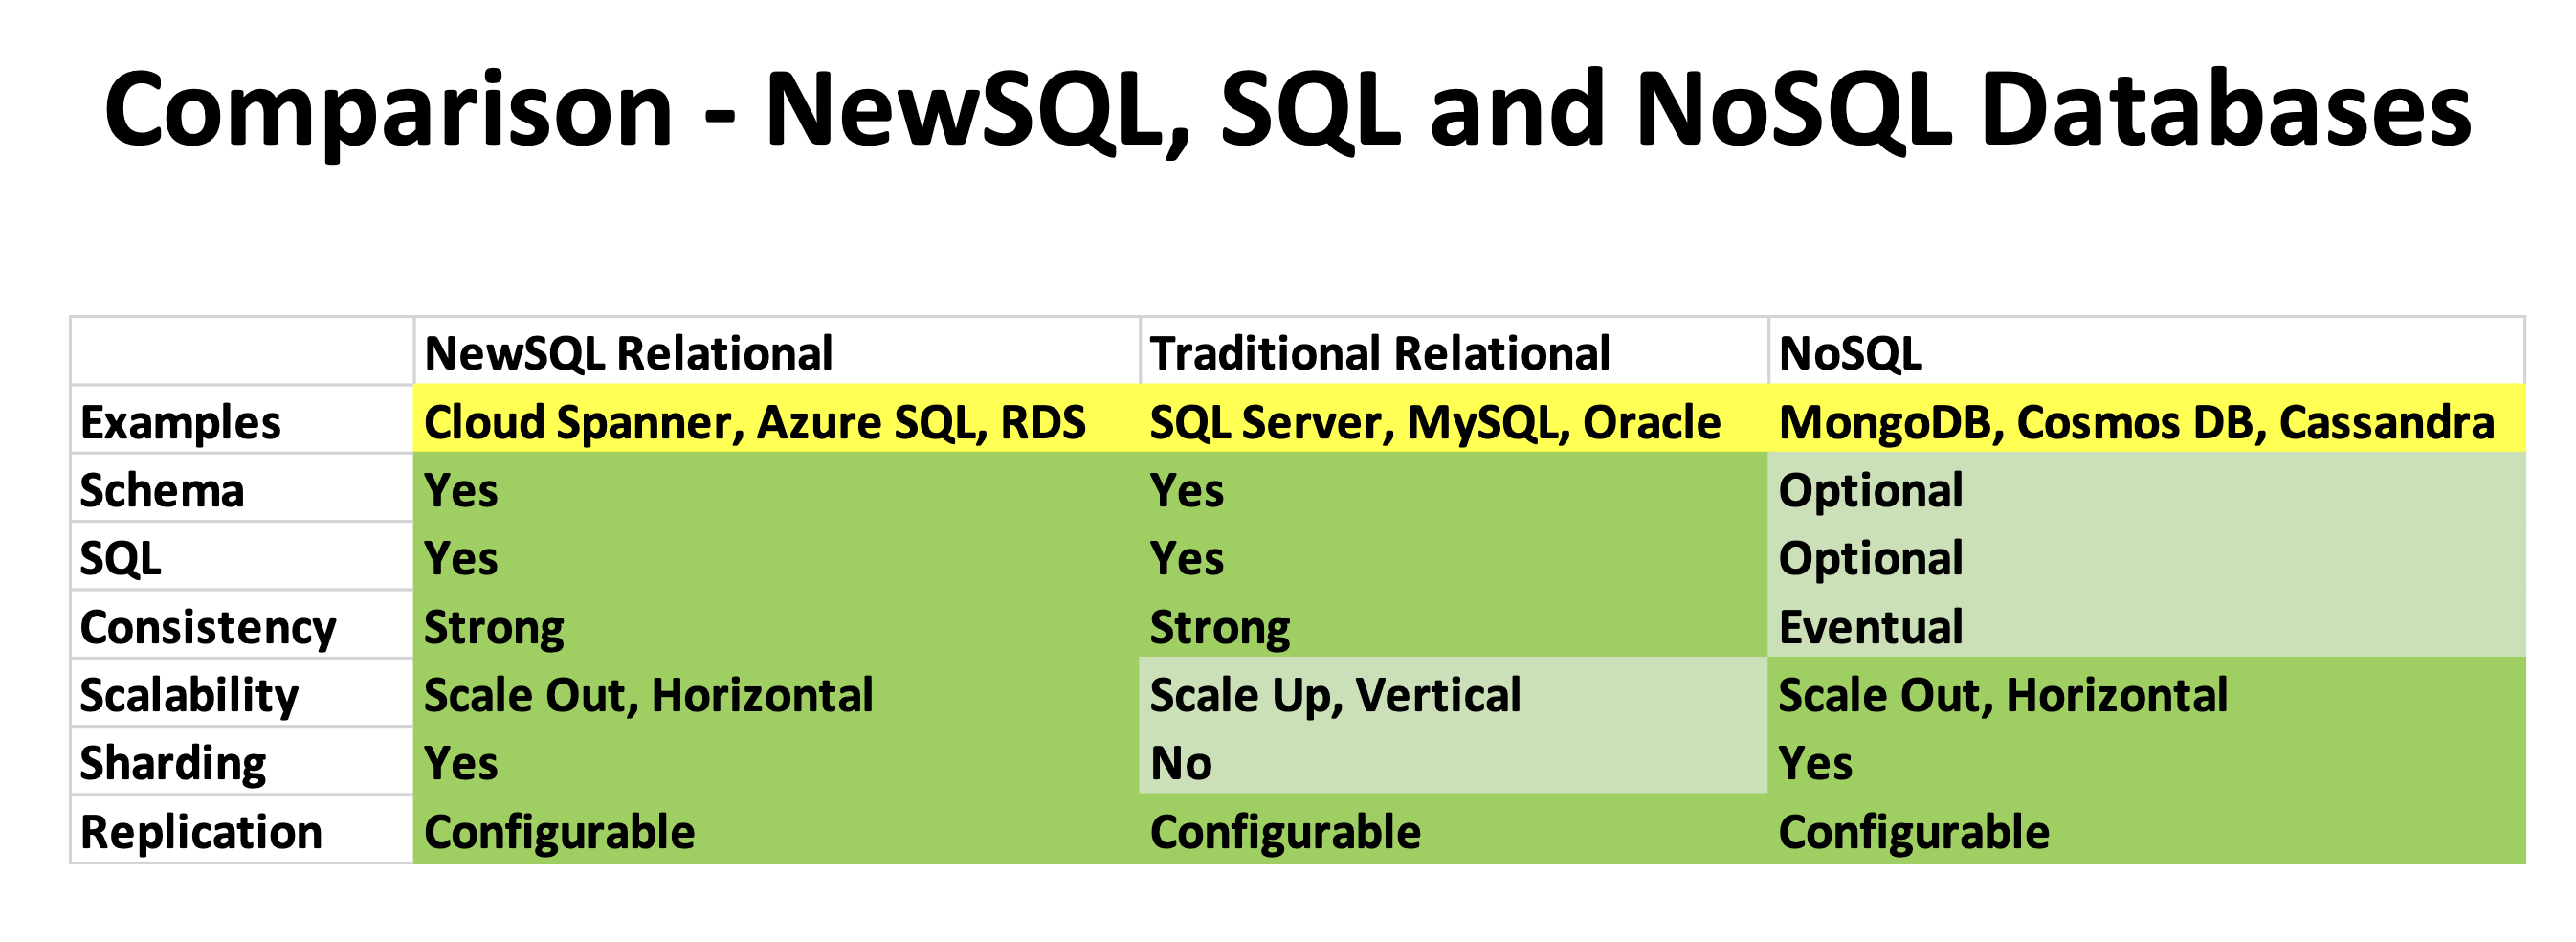 Comparison - NewSQL, SQL and NoSQL Databases
NewSQL Relational Traditional Relational NoSQL
Examples Cloud Spanner, Azure SQL, RDS SQL Server, MySQL, Oracle MongoDB, Cosmos DB, Cassandra
Schema Yes Yes Optional
SQL Yes Yes Optional
Consistency Strong Strong Eventual
Scalability Scale Out, Horizontal Scale Up, Vertical Scale Out, Horizontal
Sharding Yes No Yes
Replication Configurable Configurable Configurable